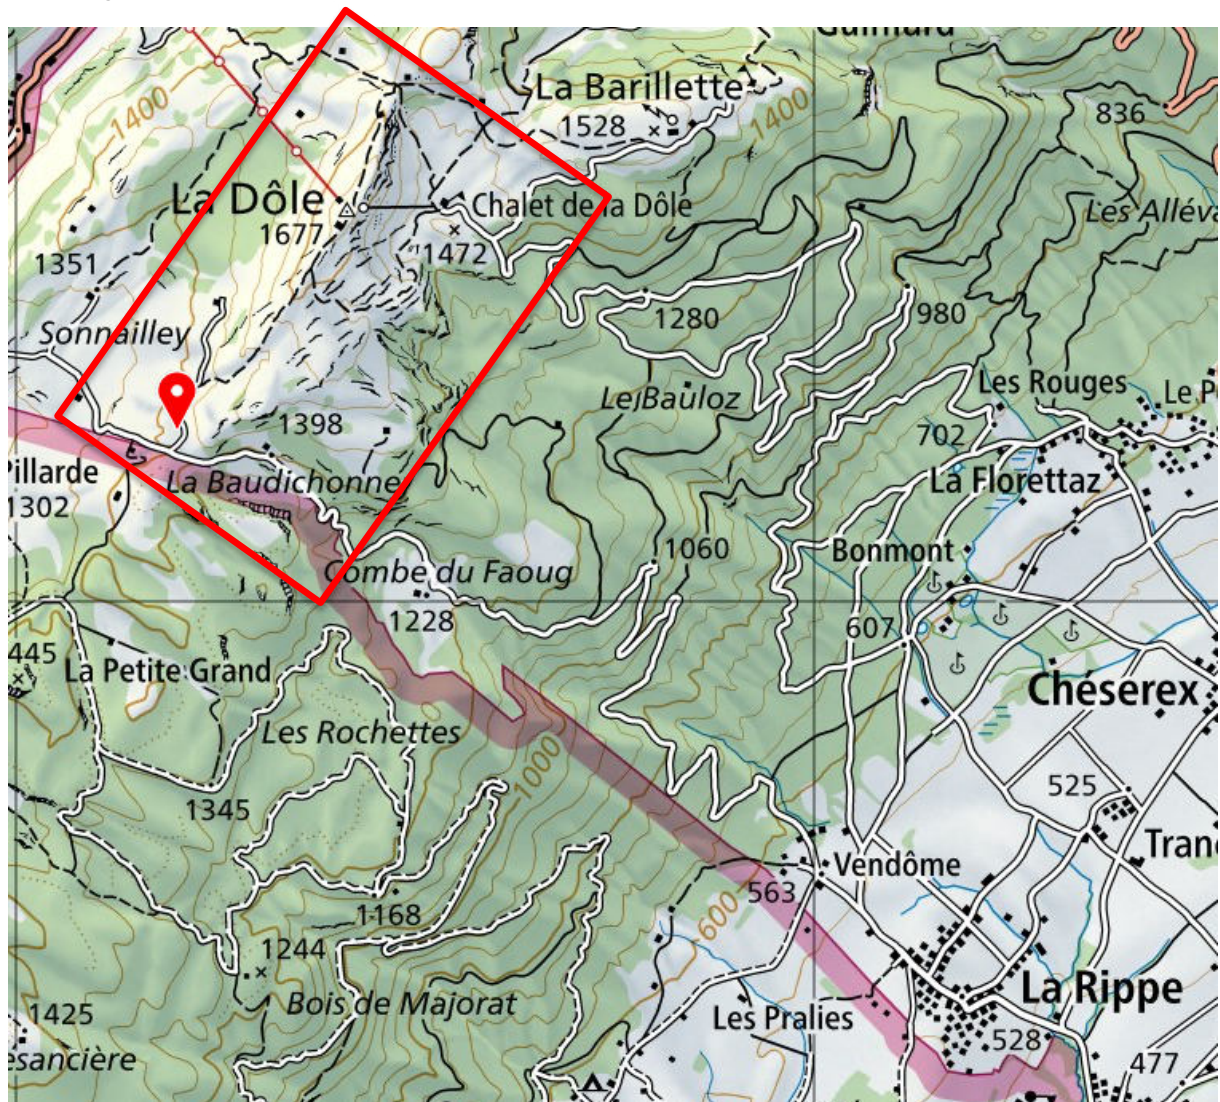 La Barillette
1400
1528
1400
836
La Dôle
1677
Chalet de la Dôle
1472
1351
Sonnailley
1280
980
Le Bauloz
Les Rouges
1398
702
illarde
1302
La Baudichonne
La Florettaz
1060
Bonmont
Combe du Faoug
1228
607
445
La Petite Grand
Chéserex
Les Rochettes
1000
1345
525
Vendôme
563
1168
600
1244
Bois de Majorat
La Rippe
1425
Les Pralies
528
esancière
477